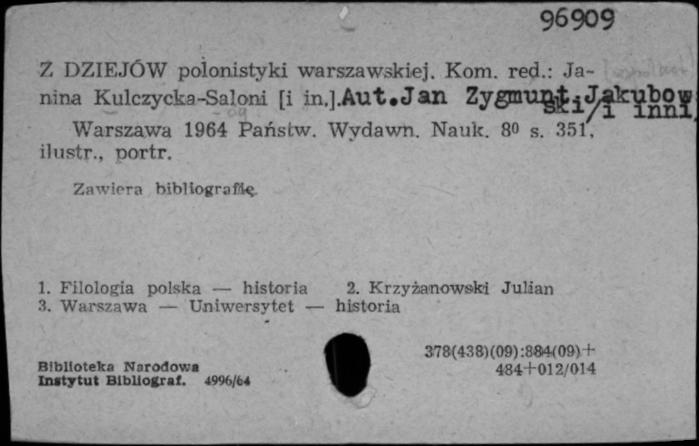 96909
Z DZIEJÓW polonistyki warszawskiej. Kom. red.: Ja-
nina Kulczycka-Saloni [i in.].Aut.Jan Zygmunt Jakubow
ski/i inni
Warszawa 1964 Państw. Wydawn. Nauk. 8⁰ s. 351,
ilustr., portr.
Zawiera bibliografię.
1. Filologia polska — historia 2. Krzyżanowski Julian
3. Warszawa — Uniwersytet — historia
378(438)(09):884(09)+
484+012/014
Biblioteka Narodowa
Instytut Bibliograf. 4996/64